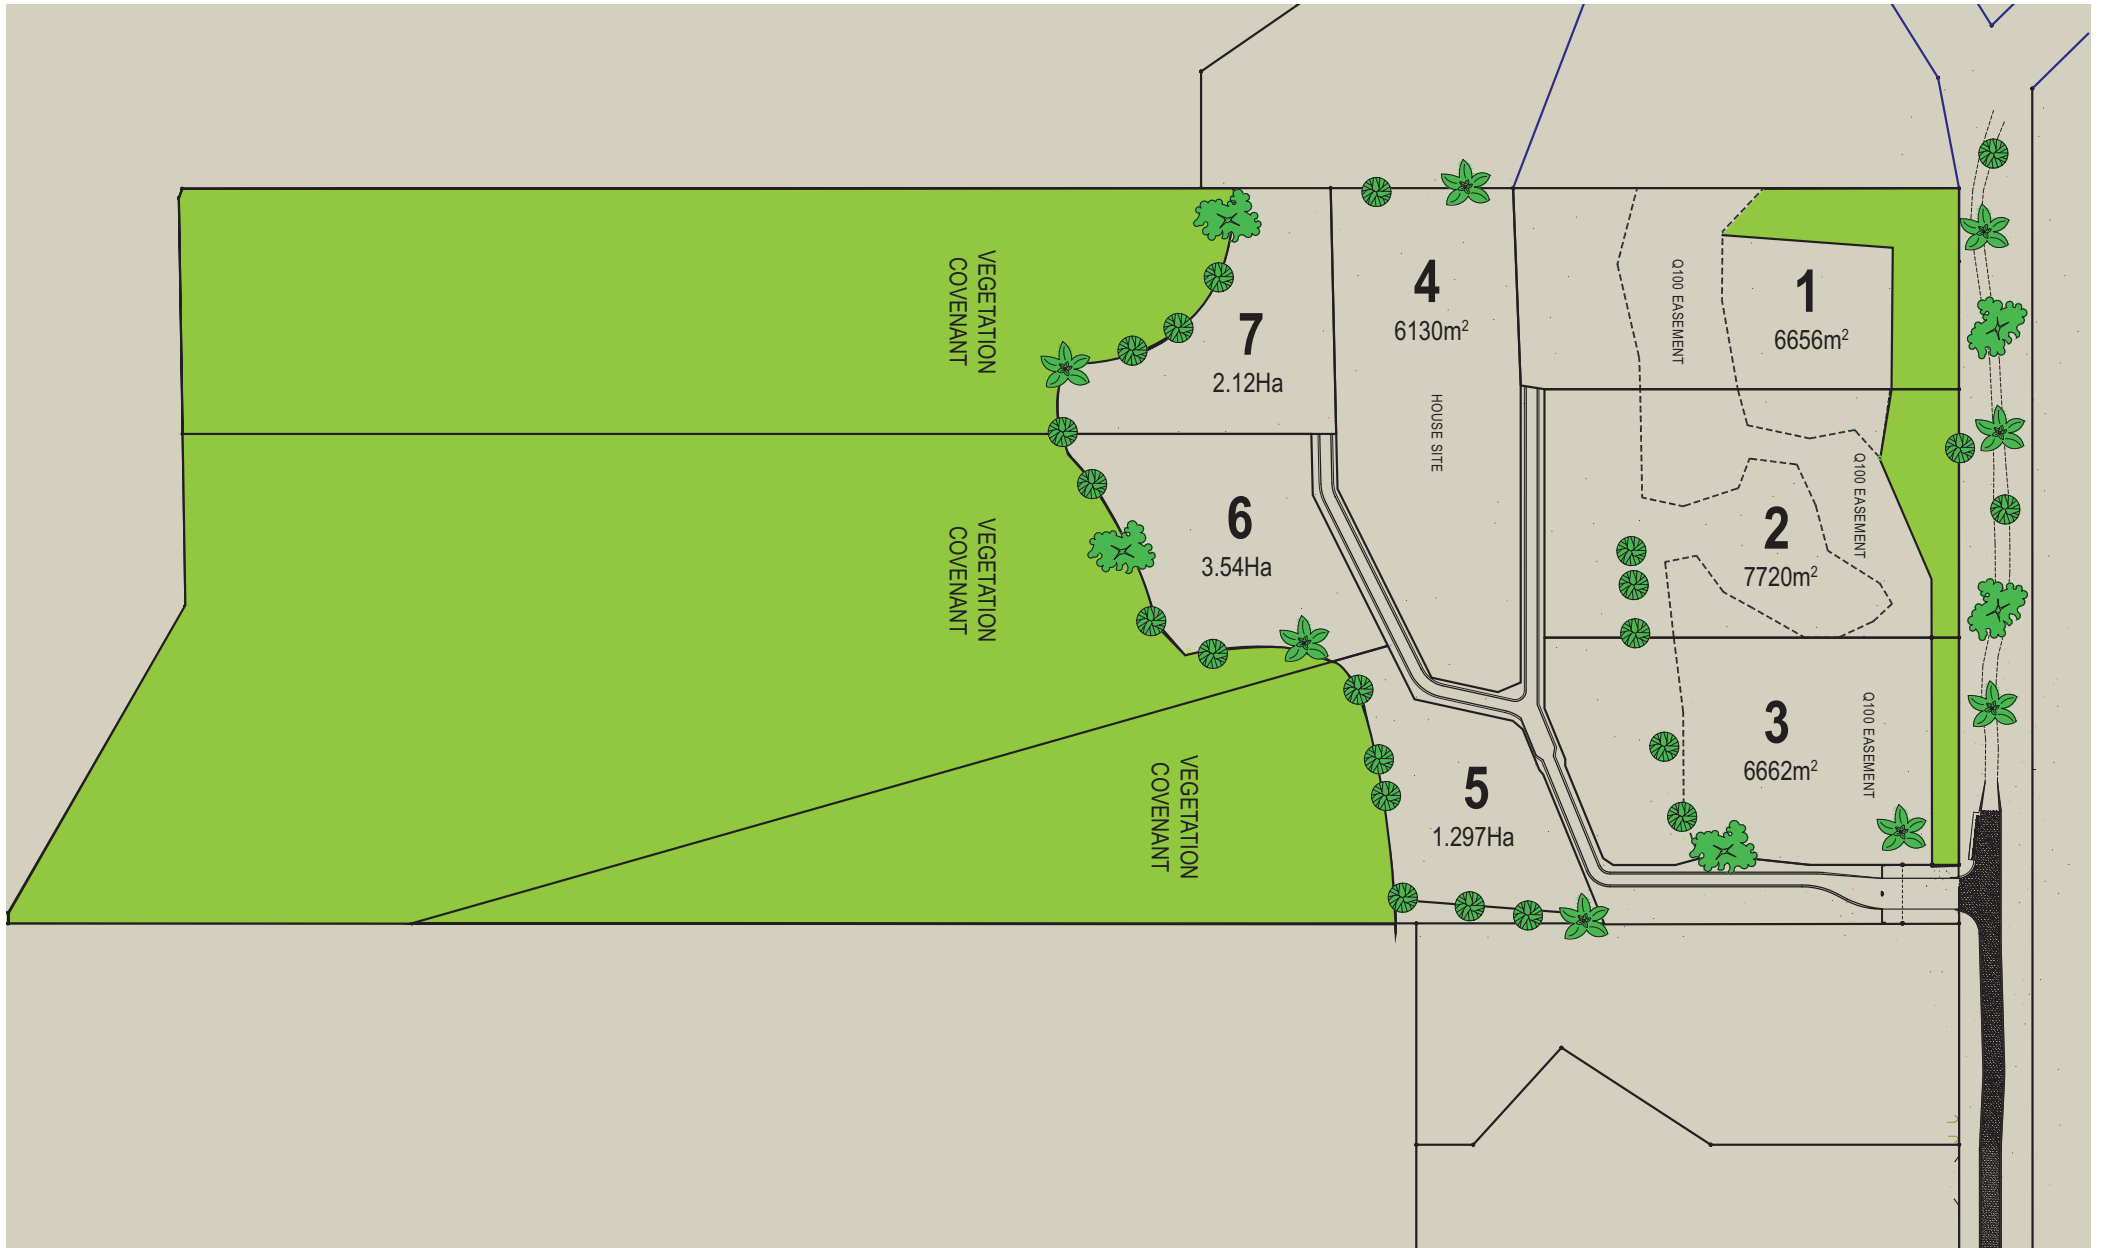 VEGETATION
COVENANT
7
2.12Ha
4
6130m²
HOUSE SITE
Q100 EASEMENT
1
6656m²
VEGETATION
COVENANT
6
3.54Ha
2
7720m²
Q100 EASEMENT
VEGETATION
COVENANT
5
1.297Ha
3
6662m²
Q100 EASEMENT